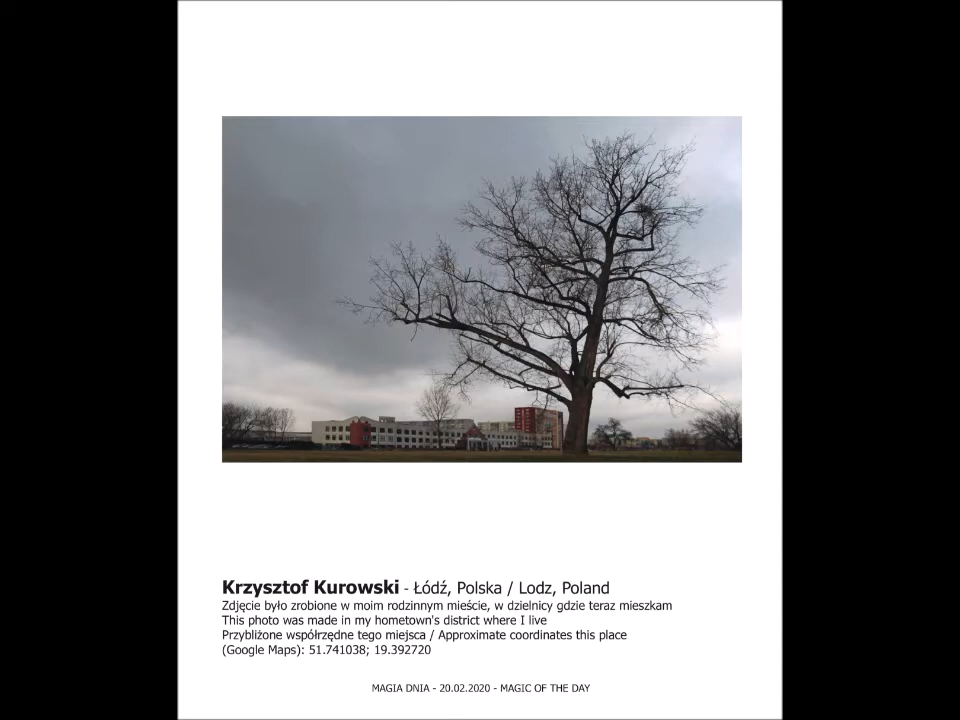 Krzysztof Kurowski - Łódź, Polska / Lodz, Poland
Zdjęcie było zrobione w moim rodzinnym mieście, w dzielnicy gdzie teraz mieszkam
This photo was made in my hometown's district where I live
Przybliżone współrzędne tego miejsca / Approximate coordinates this place
(Google Maps): 51.741038; 19.392720
MAGIA DNIA - 20.02.2020 - MAGIC OF THE DAY